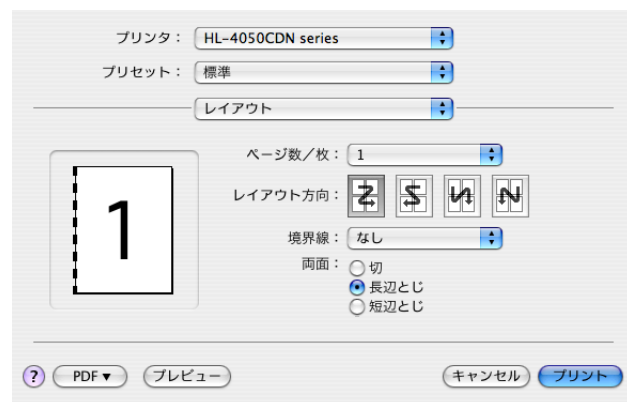 プリンタ： HL-4050CDN series
プリセット： 標準
レイアウト
ページ数／枚： 1
レイアウト方向：
境界線： なし
両面： 切
長辺とじ
短辺とじ
1
? PDF▼ プレビュー キャンセル プリント